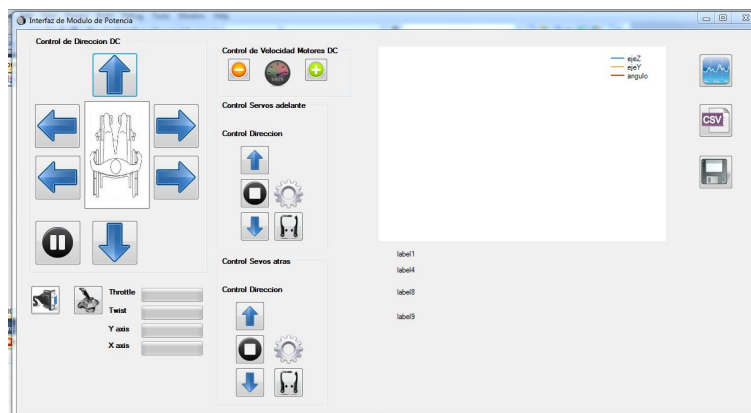 Interfaz de Modulo de Potencia
Control de Direccion DC
Control de Velocidad Motores DC
ejeZ
ejeY
angulo
CSV
Control Servos adelante
Control Direccion
label1
label4
label8
label9
Control Sevos atras
Control Direccion
Throttle
Twist
Y axis
X axis